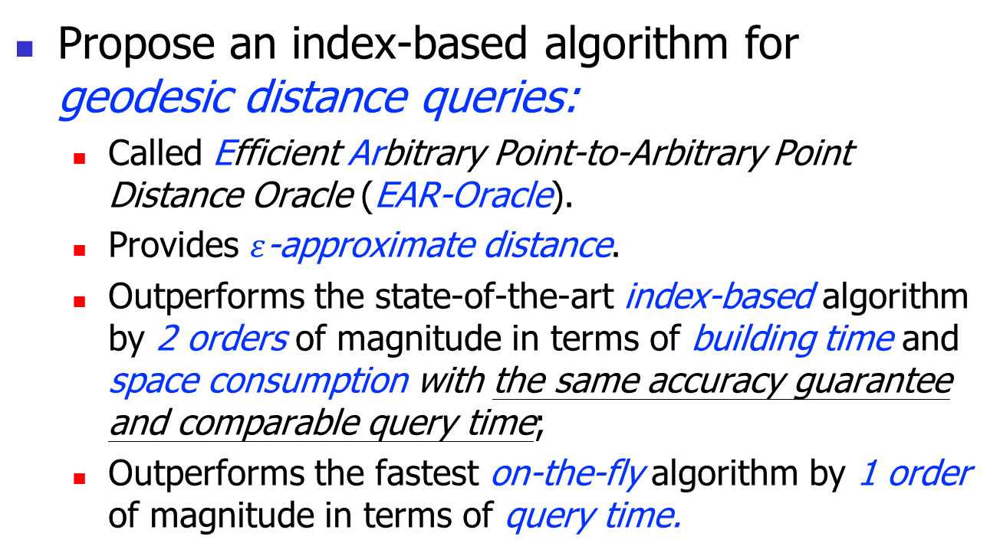 Propose an index-based algorithm for
geodesic distance queries:
Called Efficient Arbitrary Point-to-Arbitrary Point
Distance Oracle (EAR-Oracle).
Provides ε-approximate distance.
Outperforms the state-of-the-art index-based algorithm
by 2 orders of magnitude in terms of building time and
space consumption with the same accuracy guarantee
and comparable query time;
Outperforms the fastest on-the-fly algorithm by 1 order
of magnitude in terms of query time.